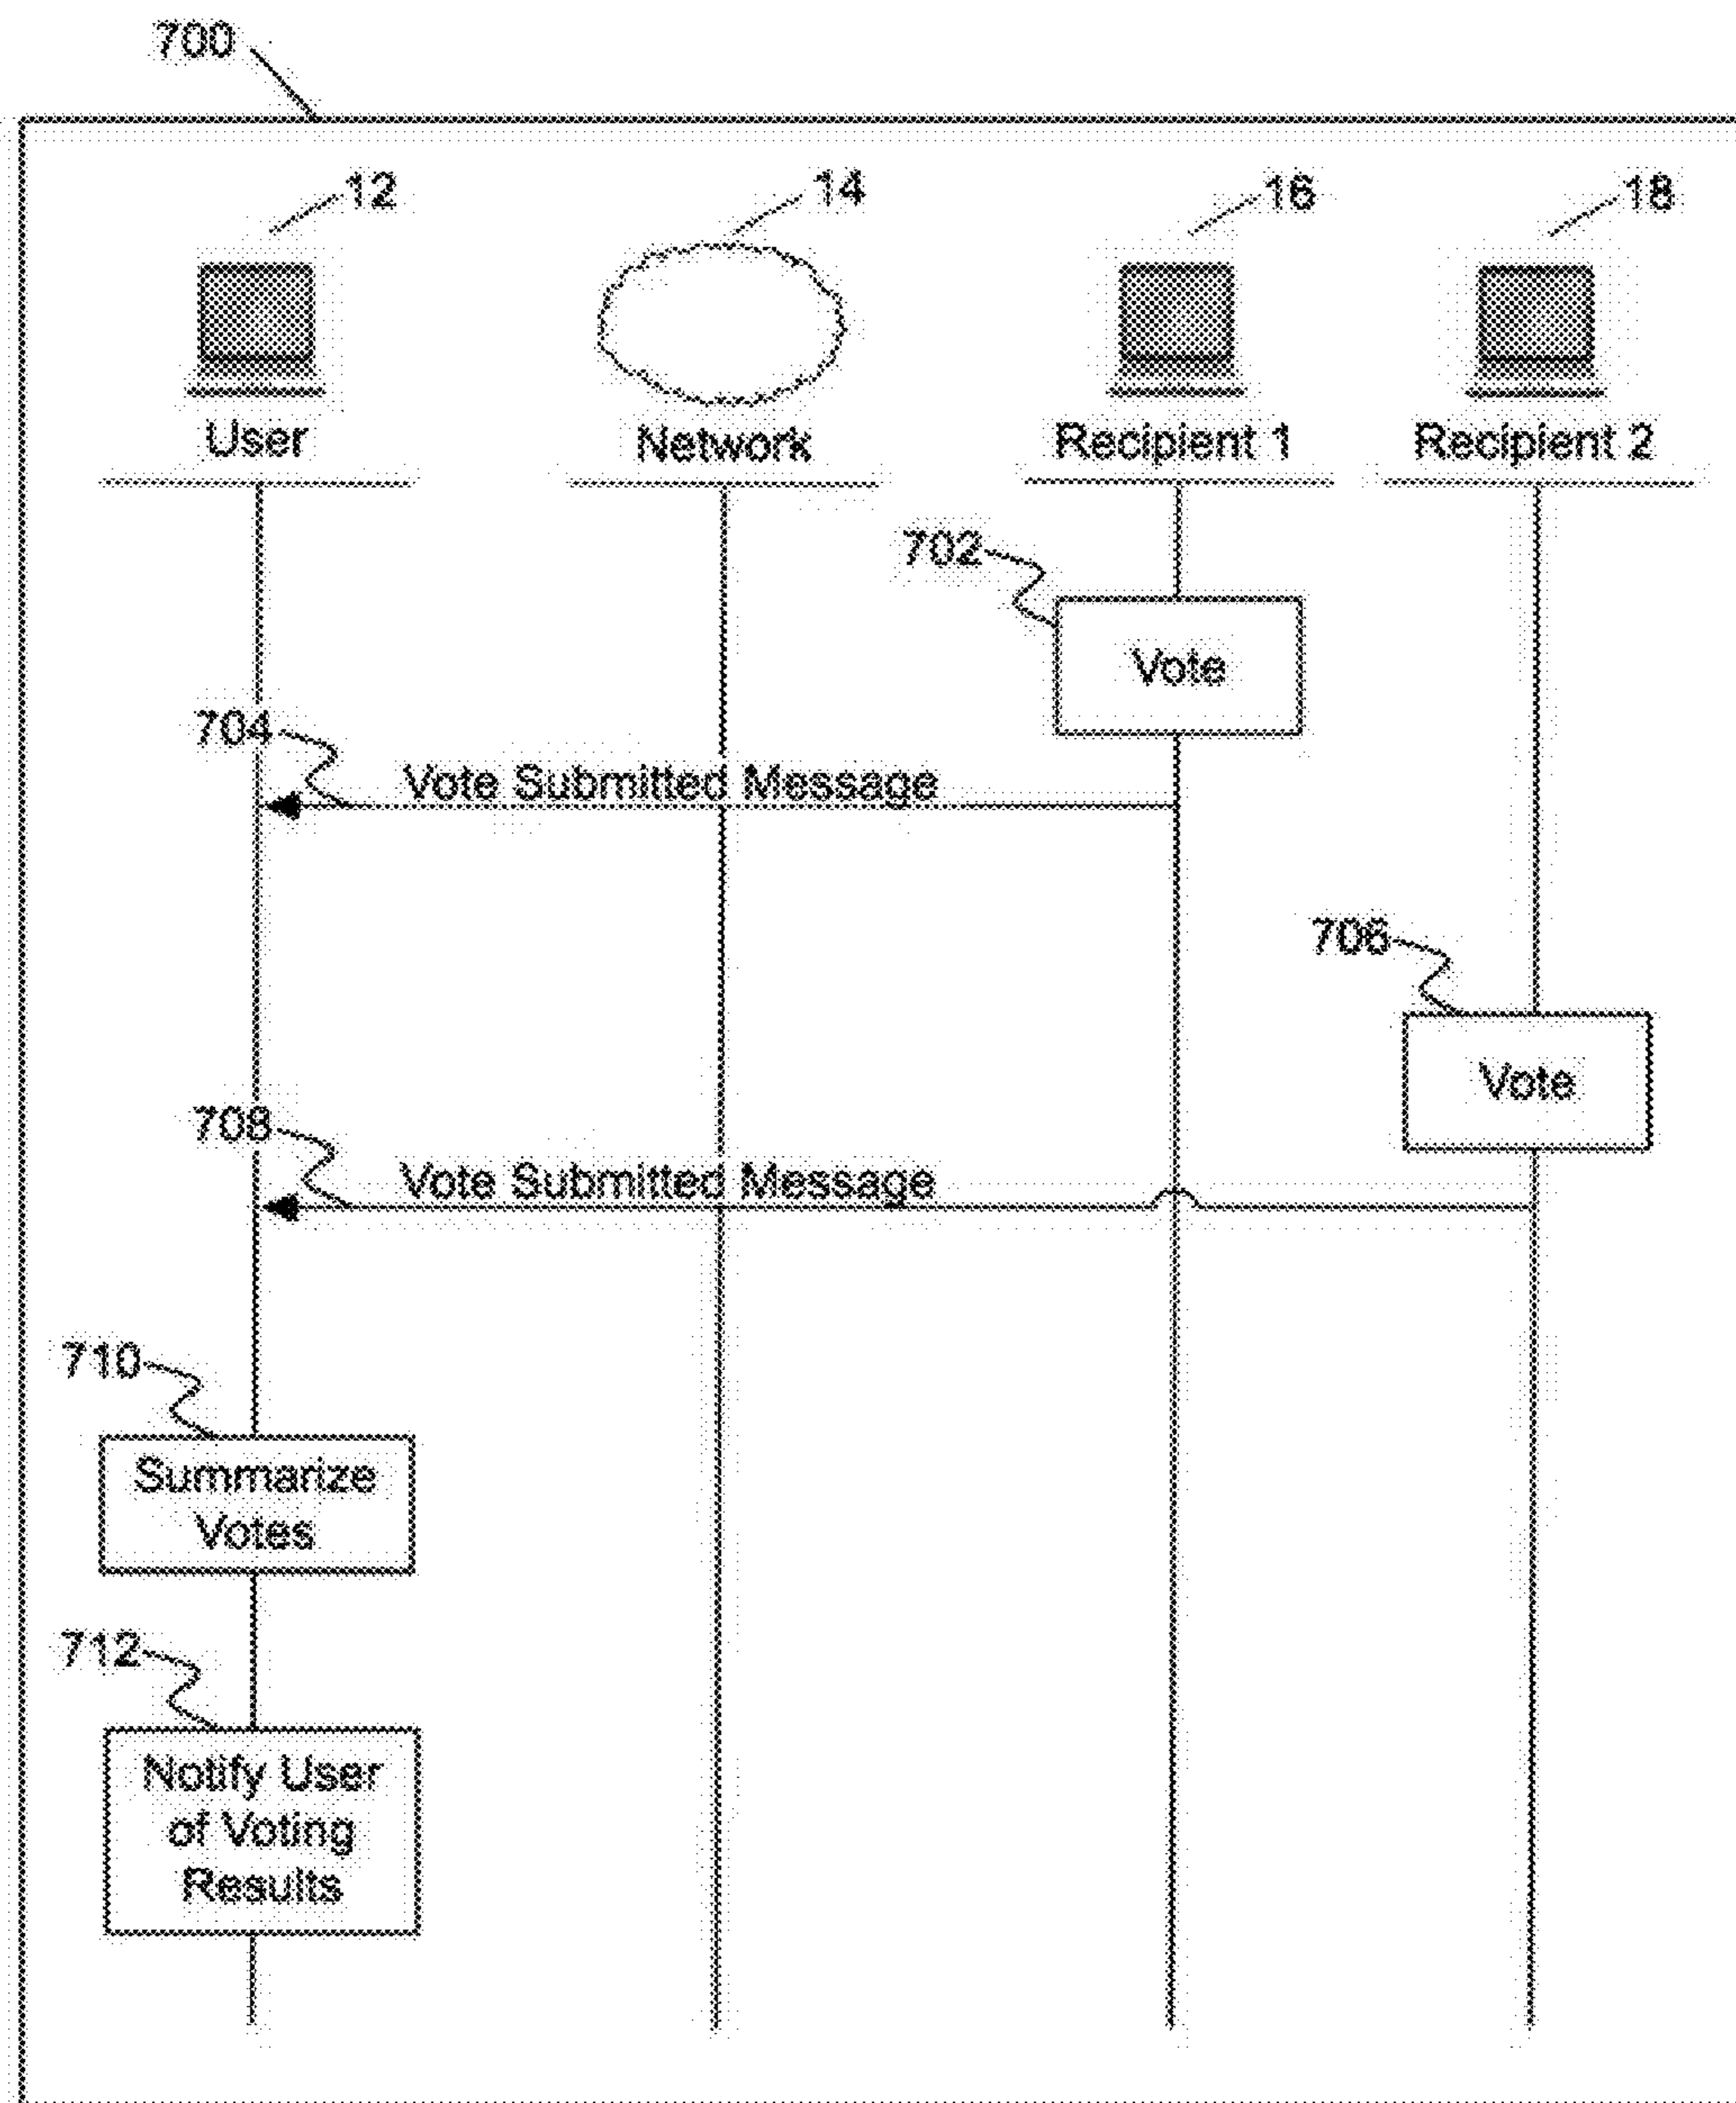 700
12
14
16
18
User
Network
Recipient 1
Recipient 2
702
Vote
704
Vote Submitted Message
706
Vote
708
Vote Submitted Message
710
Summarize
Votes
712
Notify User
of Voting
Results